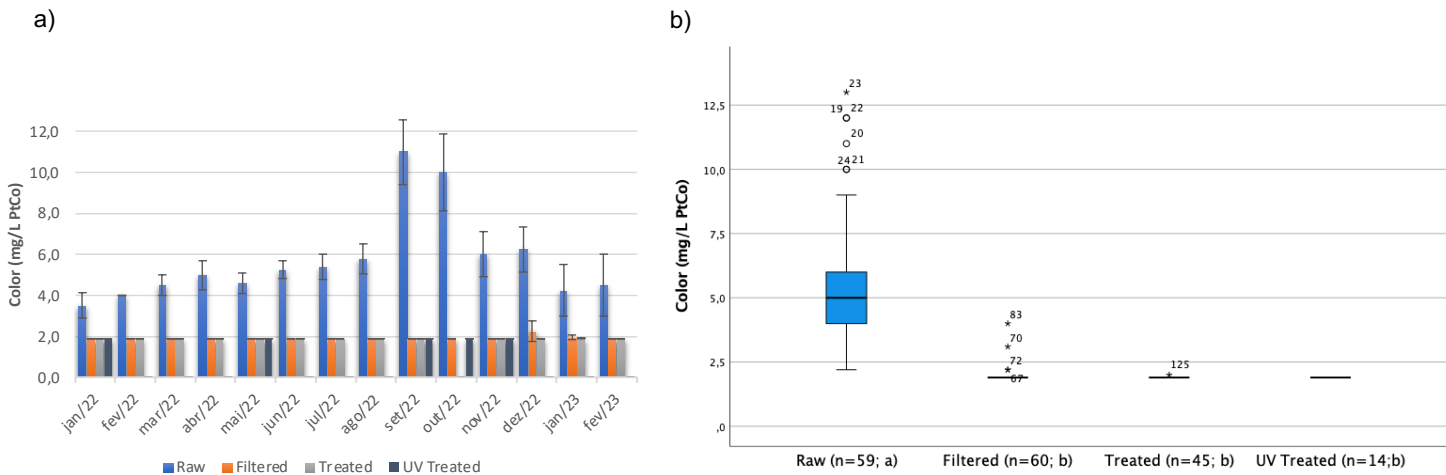 a)
Color (mg/L PtCo)
12,0
10,0
8,0
6,0
4,0
2,0
0,0
jan/22
fev/22
mar/22
abr/22
mai/22
jun/22
jul/22
ago/22
set/22
out/22
nov/22
dez/22
jan/23
fev/23
Raw Filtered Treated UV Treated
b)
Color (mg/L PtCo)
12,5
10,0
7,5
5,0
2,5
,0
23
19 22
20
24 21
83
70
72
67
125
Raw (n=59; a) Filtered (n=60; b) Treated (n=45; b) UV Treated (n=14;b)